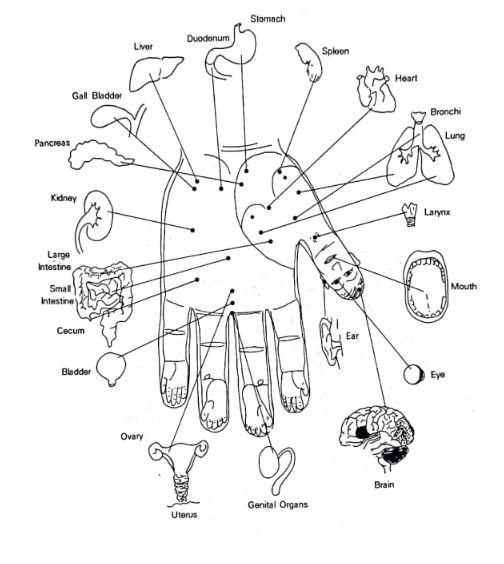 Stomach
Duodenum
Liver
Spleen
Heart
Gall Bladder
Bronchi
Lung
Pancreas
Kidney
Larynx
Large
Intestine
Small
Intestine
Mouth
Cecum
Ear
Bladder
Eye
Ovary
Brain
Genital Organs
Uterus